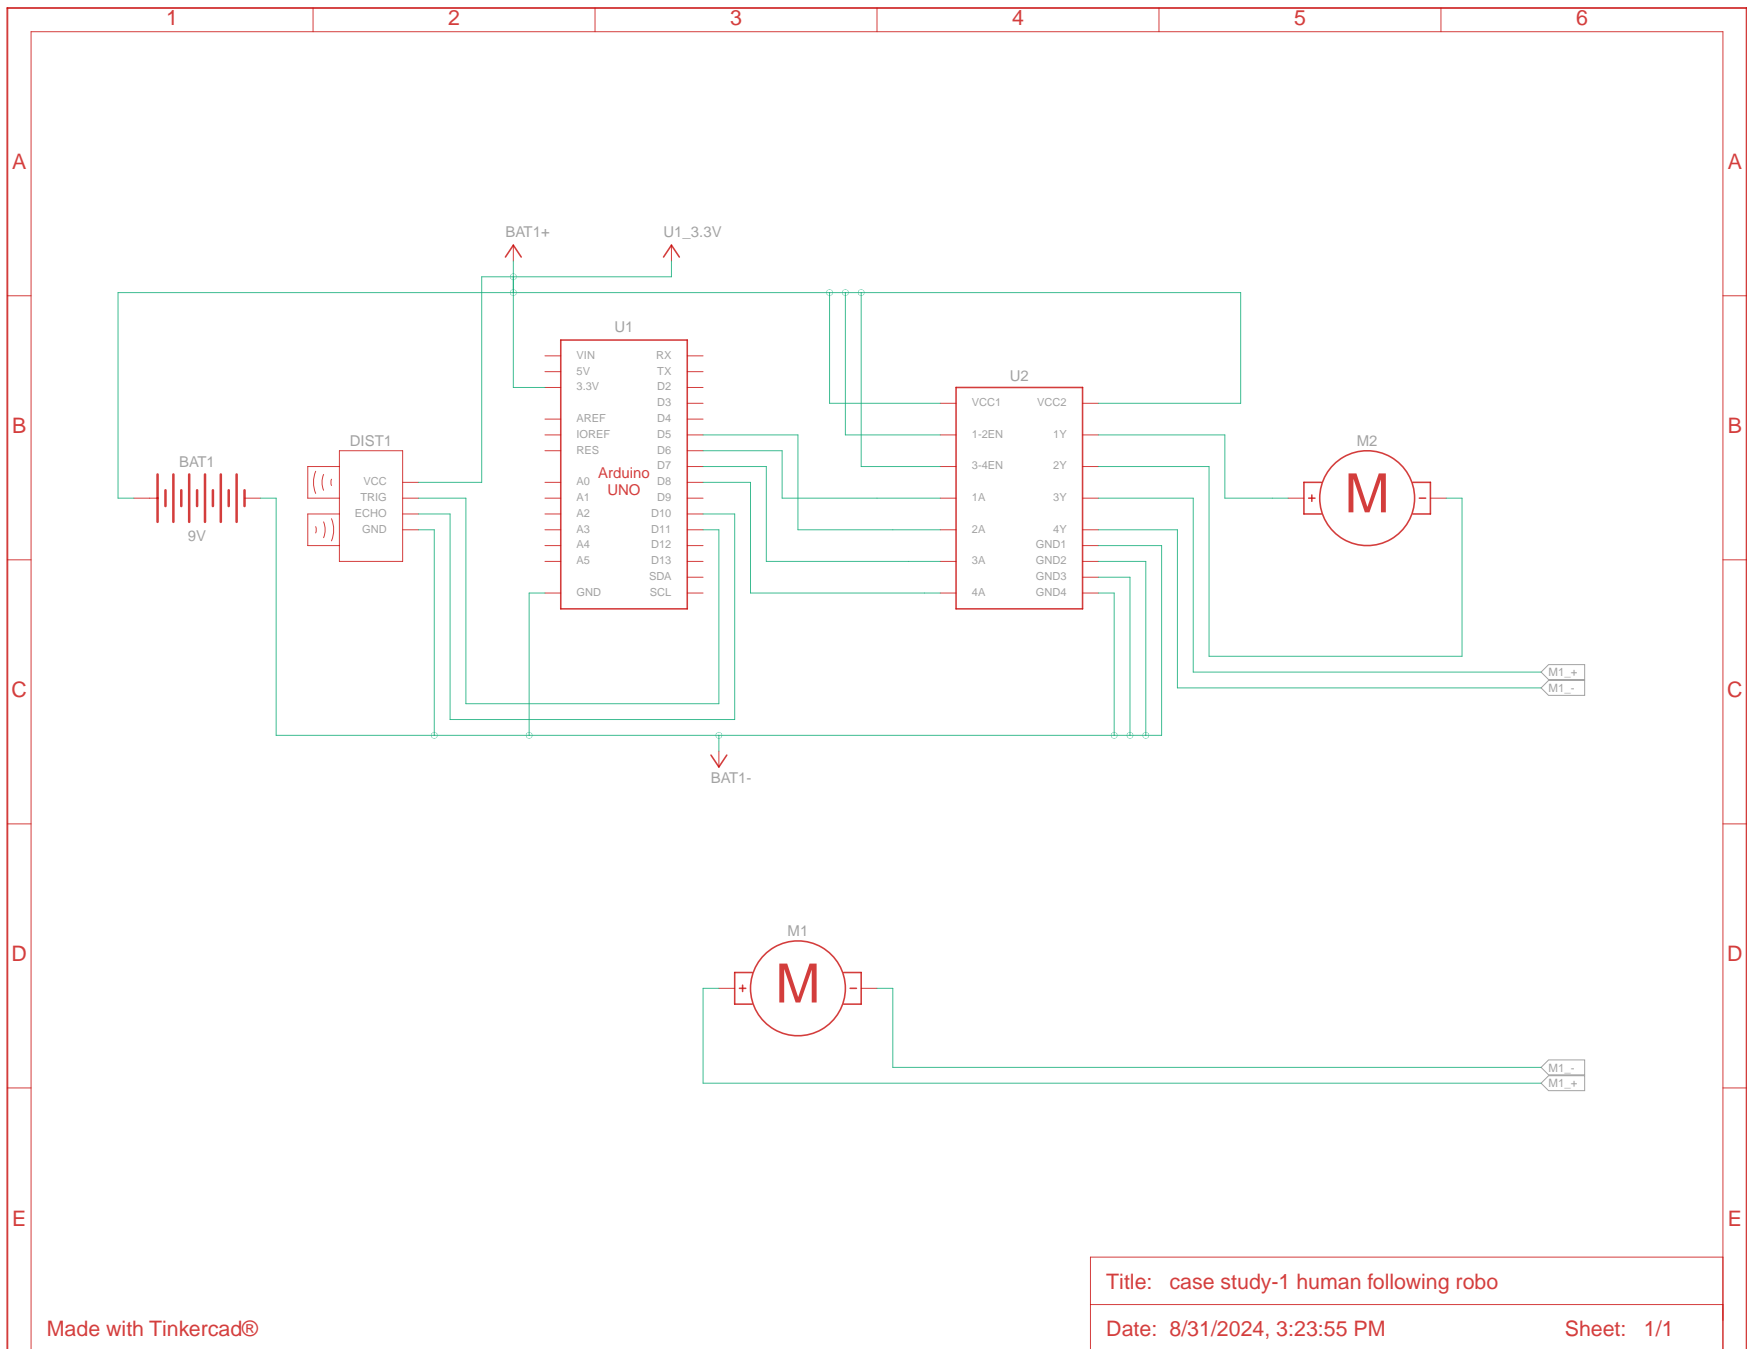 1 2 3 4 5 6
A A
BAT1+ U1_3.3V
U1
VIN RX
5V TX
3.3V D2
D3
AREF D4
IOREF D5
RES D6
D7
A0 D8
A1 D9
A2 D10
A3 D11
A4 D12
A5 D13
SDA
GND SCL
Arduino
UNO
U2
VCC1 VCC2
1-2EN 1Y
3-4EN 2Y
1A 3Y
2A 4Y
GND1
3A GND2
GND3
4A GND4
B B
DIST1
VCC
TRIG
ECHO
GND
BAT1
9V
M2
+ M -
C C
M1_+
M1_-
BAT1-
M1
+ M -
D D
M1_-
M1_+
E E
Title: case study-1 human following robo
Made with Tinkercad®
Date: 8/31/2024, 3:23:55 PM Sheet: 1/1